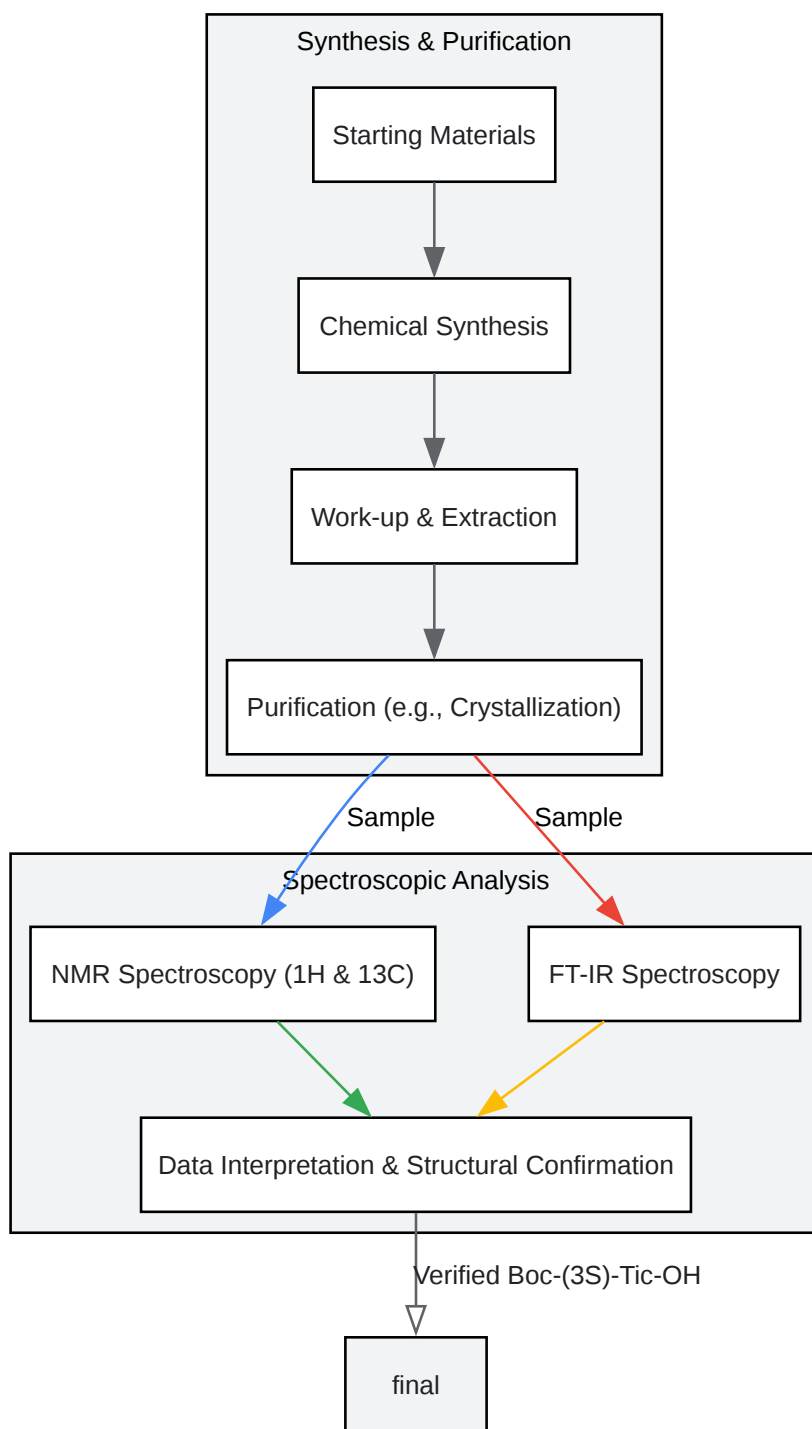 Synthesis & Purification
Starting Materials
Chemical Synthesis
Work-up & Extraction
Purification (e.g., Crystallization)
Sample
Sample
Spectroscopic Analysis
NMR Spectroscopy (1H & 13C)
FT-IR Spectroscopy
Data Interpretation & Structural Confirmation
Verified Boc-(3S)-Tic-OH
final